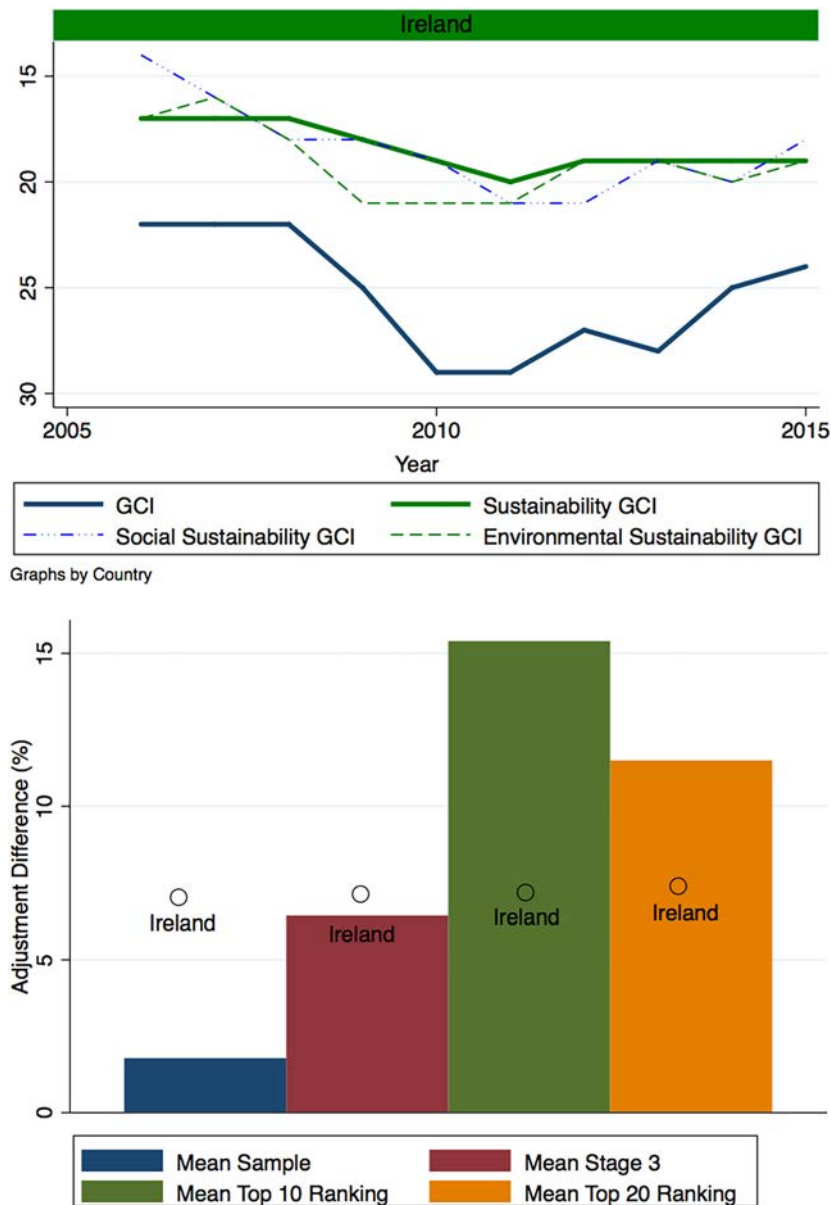 Ireland
15
20
25
30
2005 2010 2015
Year
GCI Sustainability GCI
Social Sustainability GCI Environmental Sustainability GCI
Graphs by Country
15
10
5
0
Adjustment Difference (%)
Ireland Ireland Ireland Ireland
Mean Sample Mean Stage 3
Mean Top 10 Ranking Mean Top 20 Ranking